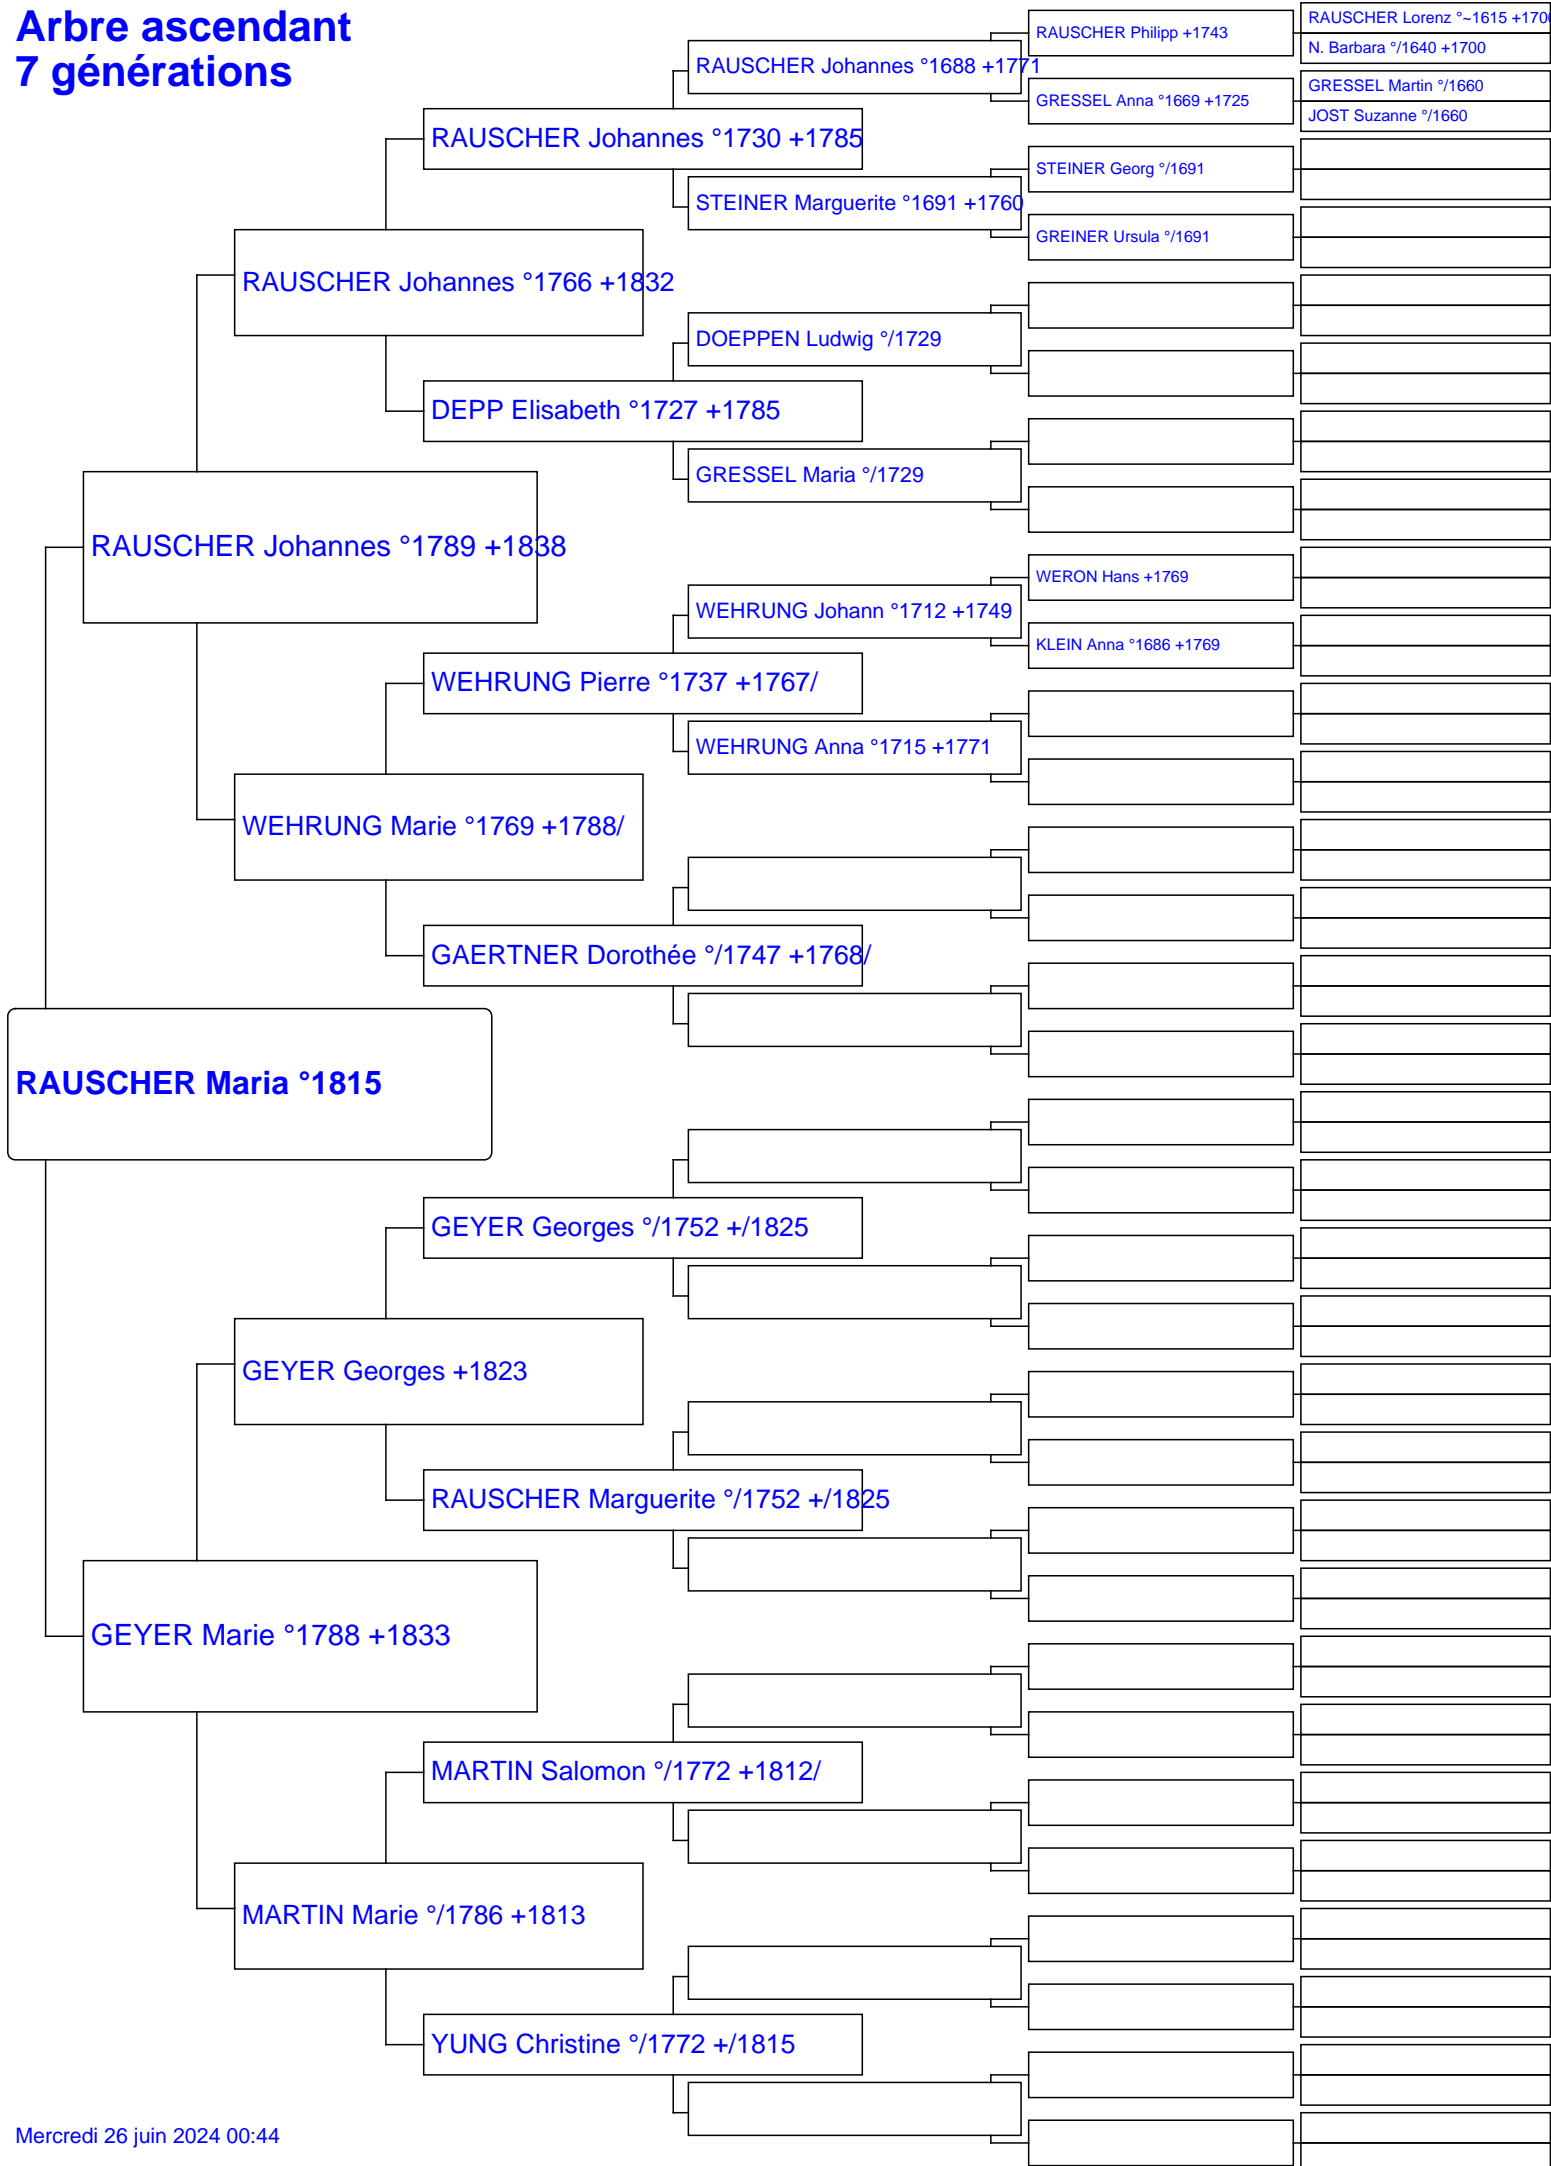 Arbre ascendant
7 générations
RAUSCHER Maria °1815
RAUSCHER Johannes °1789 +1838
GEYER Marie °1788 +1833
RAUSCHER Johannes °1766 +1832
WEHRUNG Marie °1769 +1788/
GEYER Georges +1823
MARTIN Marie °/1786 +1813
RAUSCHER Johannes °1730 +1785
DEPP Elisabeth °1727 +1785
WEHRUNG Pierre °1737 +1767/
GAERTNER Dorothée °/1747 +1768/
GEYER Georges °/1752 +/1825
RAUSCHER Marguerite °/1752 +/1825
MARTIN Salomon °/1772 +1812/
YUNG Christine °/1772 +/1815
RAUSCHER Johannes °1688 +1771
STEINER Marguerite °1691 +1760
DOEPPEN Ludwig °/1729
GRESSEL Maria °/1729
WEHRUNG Johann °1712 +1749
WEHRUNG Anna °1715 +1771
RAUSCHER Philipp +1743
GRESSEL Anna °1669 +1725
STEINER Georg °/1691
GREINER Ursula °/1691
WERON Hans +1769
KLEIN Anna °1686 +1769
RAUSCHER Lorenz °~1615 +1700
N. Barbara °/1640 +1700
GRESSEL Martin °/1660
JOST Suzanne °/1660
Mercredi 26 juin 2024 00:44